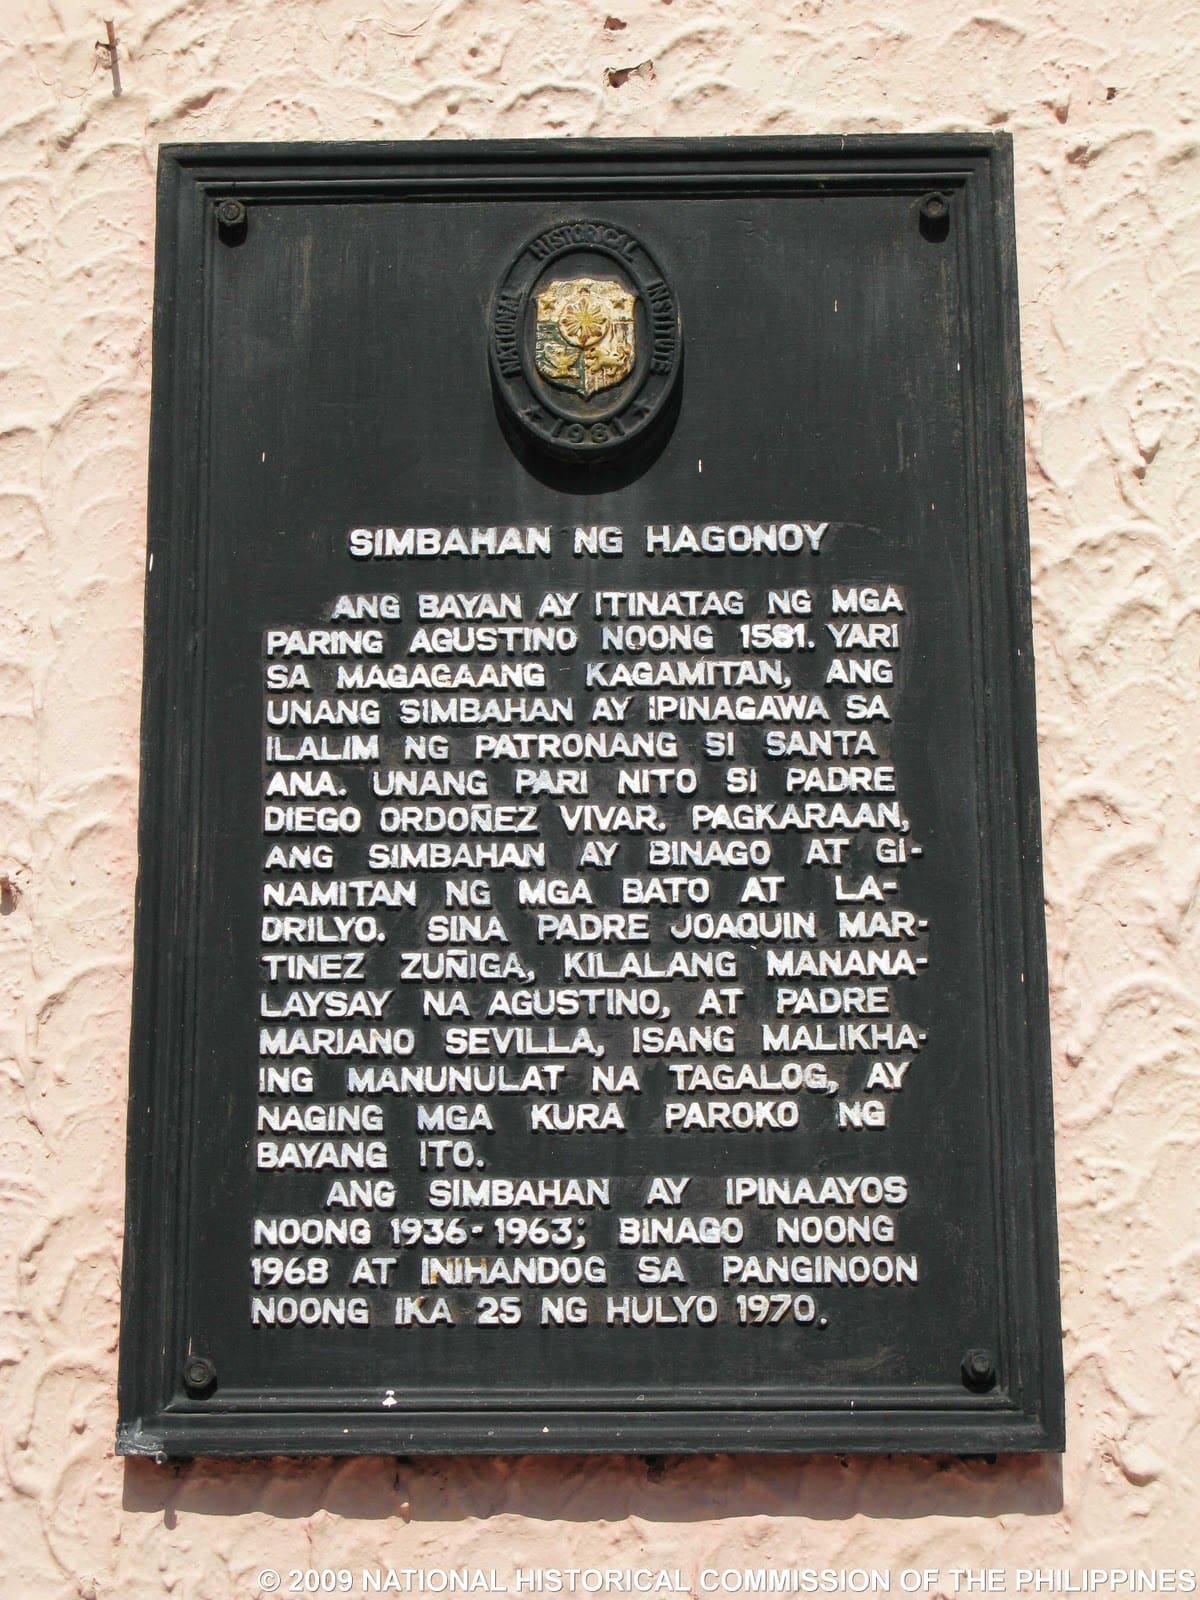 NATIONAL HISTORICAL INSTITUTE
1981
SIMBAHAN NG HAGONOY
ANG BAYAN AY ITINATAG NG MGA
PARING AGUSTINO NOONG 1581. YARI
SA MAGAGAANG KAGAMITAN, ANG
UNANG SIMBAHAN AY IPINAGAWA SA
ILALIM NG PATRONANG SI SANTA
ANA. UNANG PARI NITO SI PADRE
DIEGO ORDOÑEZ VIVAR. PAGKARAAN,
ANG SIMBAHAN AY BINAGO AT GI-
NAMITAN NG MGA BATO AT LA-
DRILYO. SINA PADRE JOAQUIN MAR-
TINEZ ZUÑIGA, KILALANG MANANA-
LAYSAY NA AGUSTINO, AT PADRE
MARIANO SEVILLA, ISANG MALIKHA-
ING MANUNULAT NA TAGALOG, AY
NAGING MGA KURA PAROKO NG
BAYANG ITO.
ANG SIMBAHAN AY IPINAAYOS
NOONG 1936-1963; BINAGO NOONG
1968 AT INIHANDOG SA PANGINOON
NOONG IKA 25 NG HULYO 1970.
© 2009 NATIONAL HISTORICAL COMMISSION OF THE PHILIPPINES